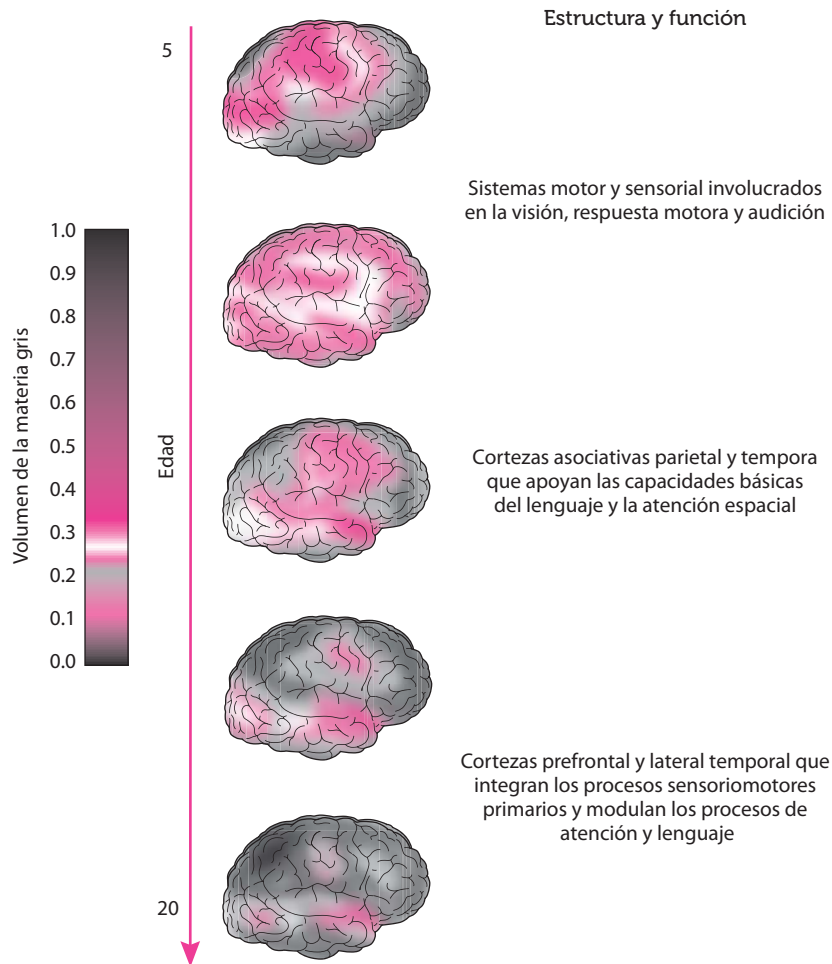 Estructura y función
5
Sistemas motor y sensorial involucrados
en la visión, respuesta motora y audición
Volumen de la materia gris
1.0
0.9
0.8
0.7
0.6
0.5
0.4
0.3
0.2
0.1
0.0
Edad
Cortezas asociativas parietal y tempora
que apoyan las capacidades básicas
del lenguaje y la atención espacial
Cortezas prefrontal y lateral temporal que
integran los procesos sensoriomotores
primarios y modulan los procesos de
atención y lenguaje
20